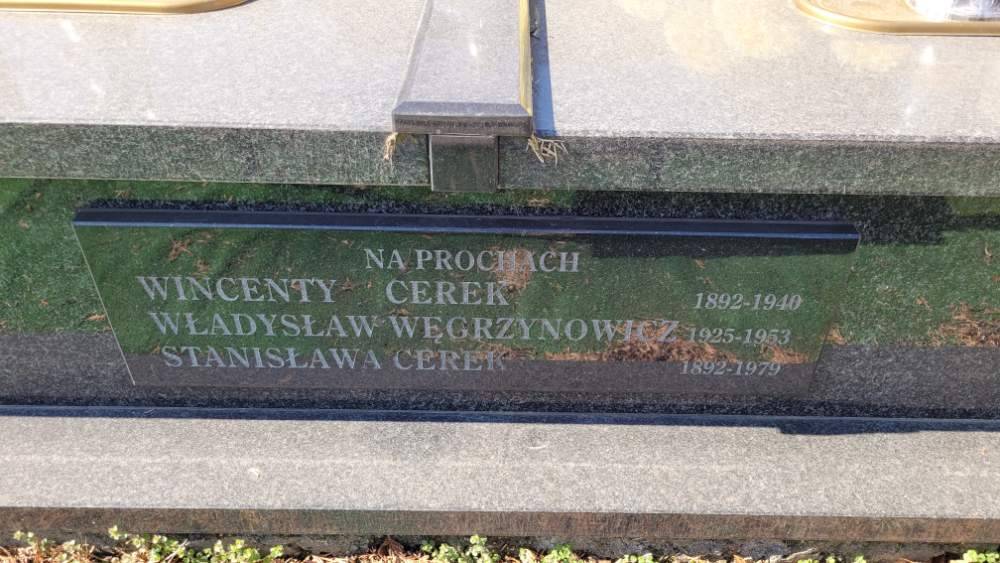 NA PROCHACH
WINCENTY CEREK 1892-1940
WŁADYSŁAW WĘGRZYNOWICZ 1925-1953
STANISŁAWA CEREK 1892-1979